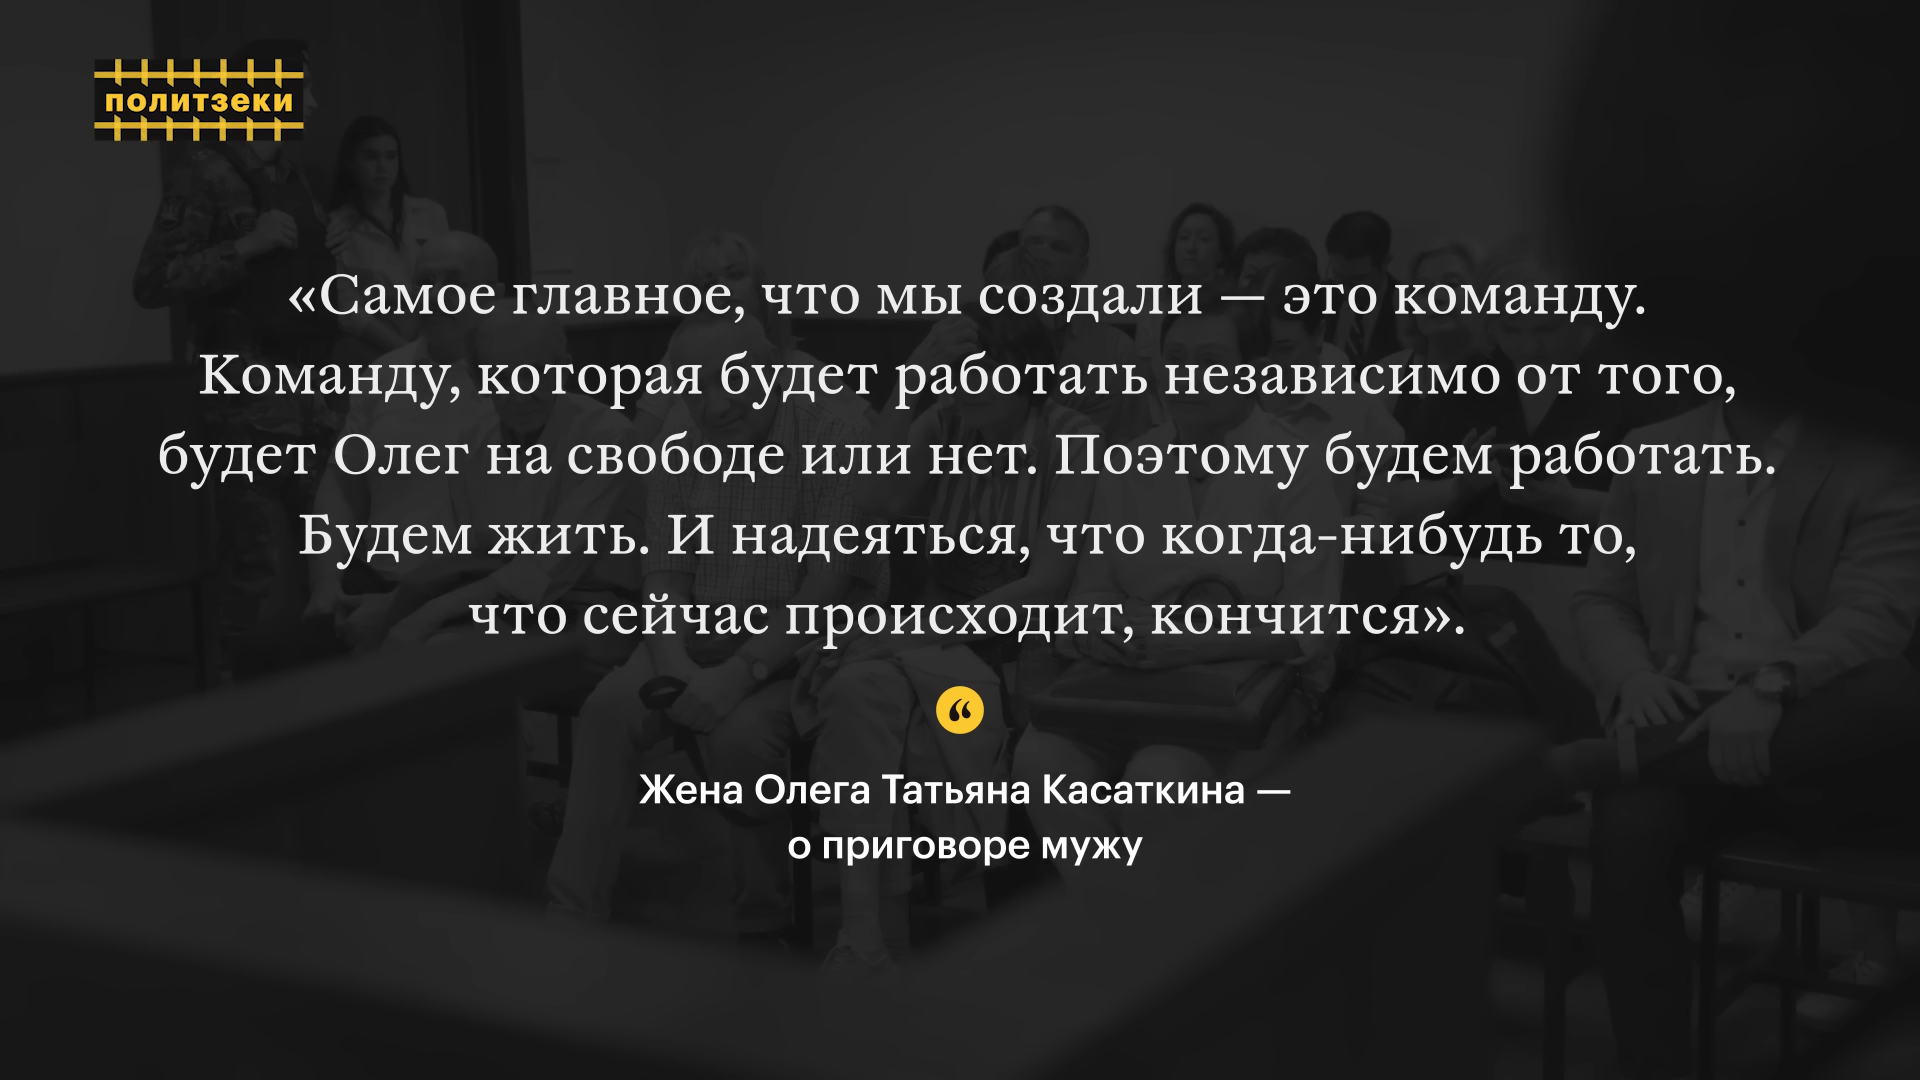 политзеки
«Самое главное, что мы создали — это команду.
Команду, которая будет работать независимо от того,
будет Олег на свободе или нет. Поэтому будем работать.
Будем жить. И надеяться, что когда-нибудь то,
что сейчас происходит, кончится».
“
Жена Олега Татьяна Касаткина —
о приговоре мужу